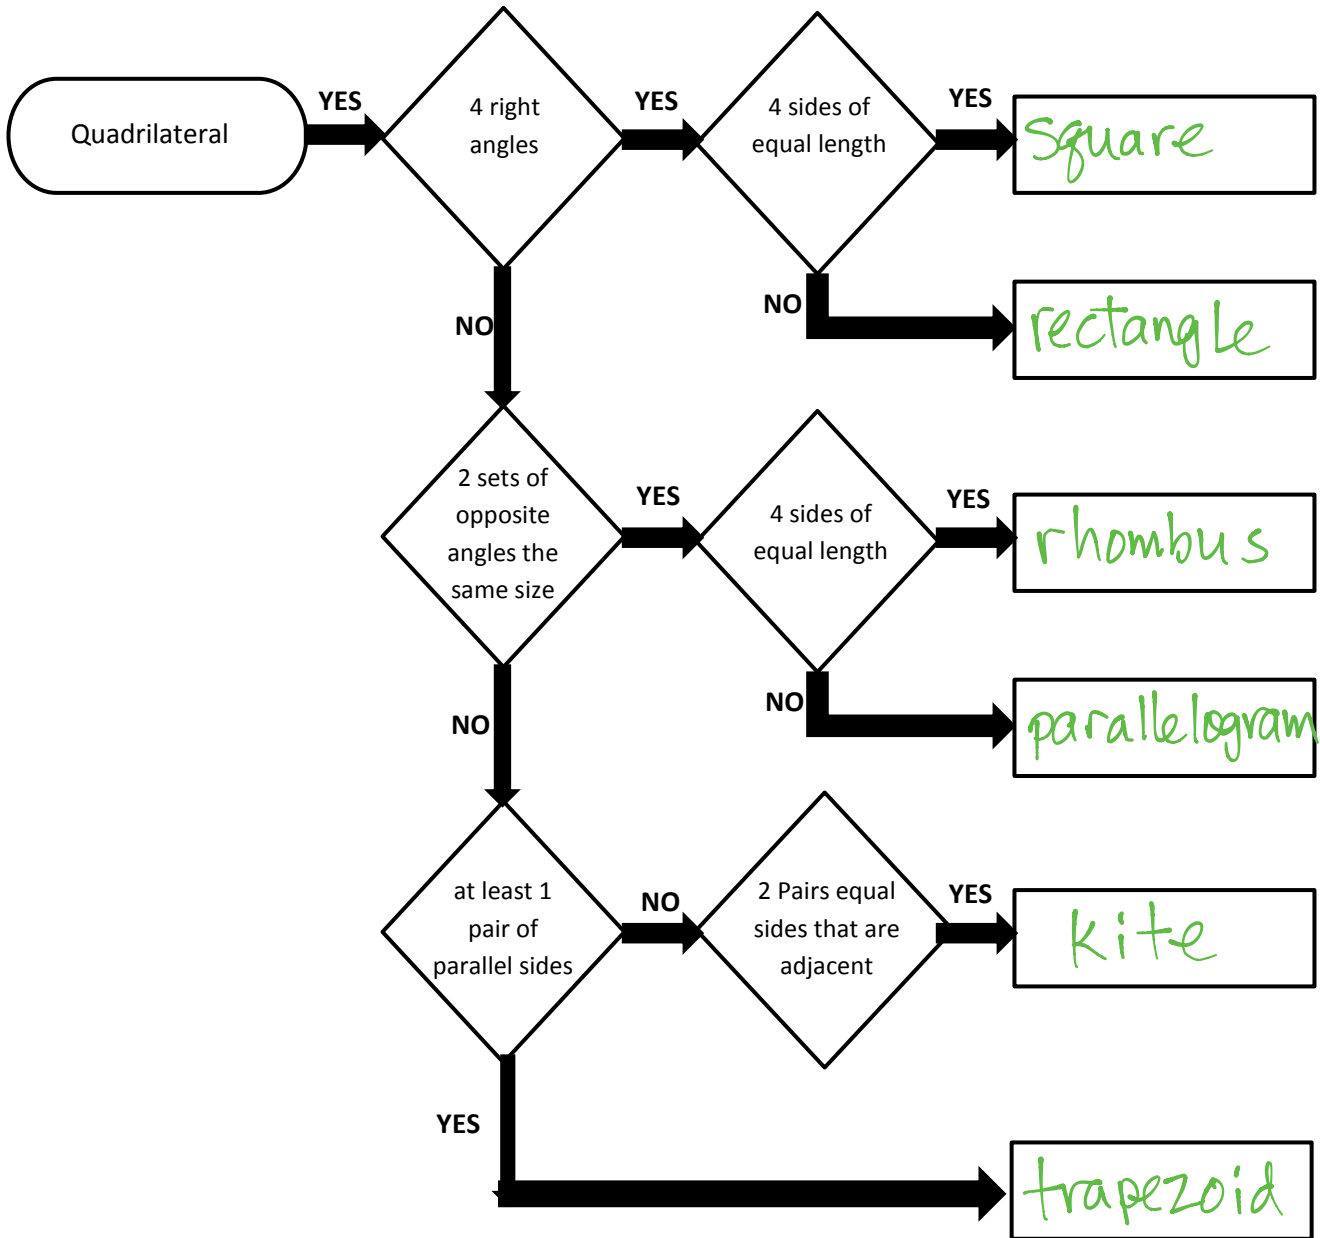 Quadrilateral
YES
4 right
angles
YES
4 sides of
equal length
YES
square
NO
rectangle
NO
2 sets of
opposite
angles the
same size
YES
4 sides of
equal length
YES
rhombus
NO
parallelogram
NO
at least 1
pair of
parallel sides
NO
2 Pairs equal
sides that are
adjacent
YES
kite
YES
trapezoid